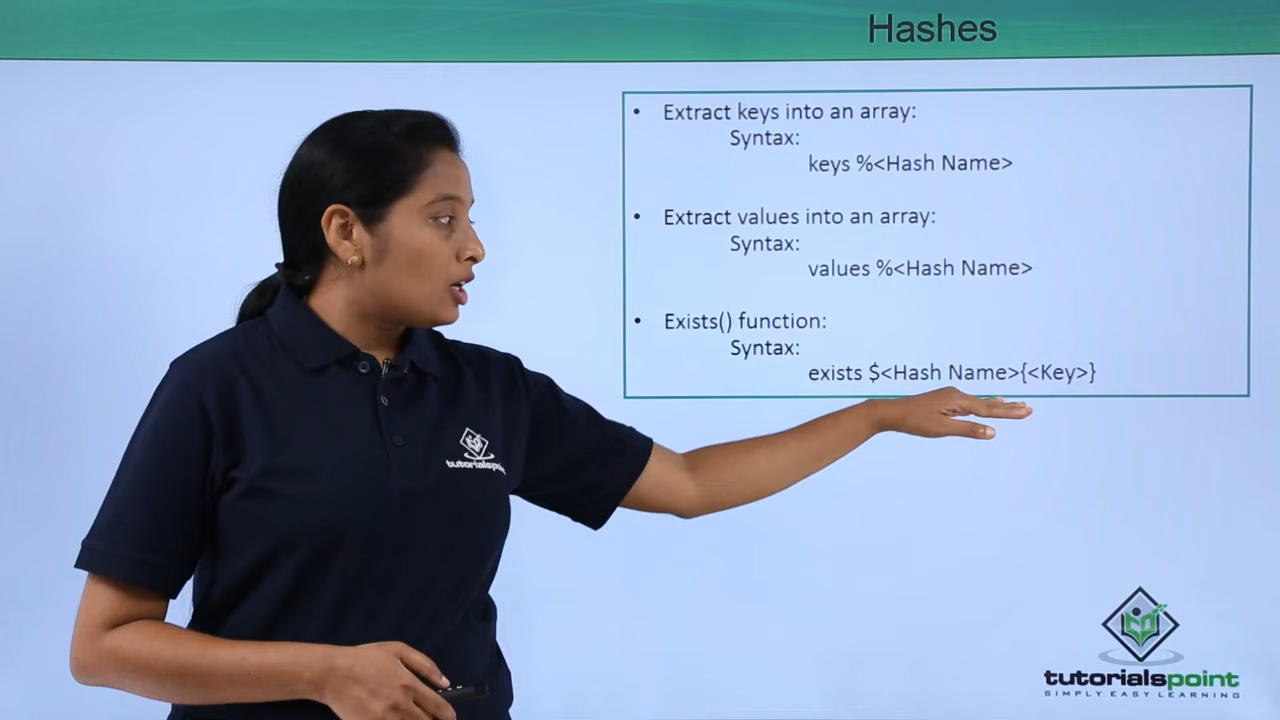 Hashes
• Extract keys into an array:
Syntax:
keys %<Hash Name>
• Extract values into an array:
Syntax:
values %<Hash Name>
• Exists() function:
Syntax:
exists $<Hash Name>{<Key>}
tutorialspoint
tutorialspoint
SIMPLY EASY LEARNING